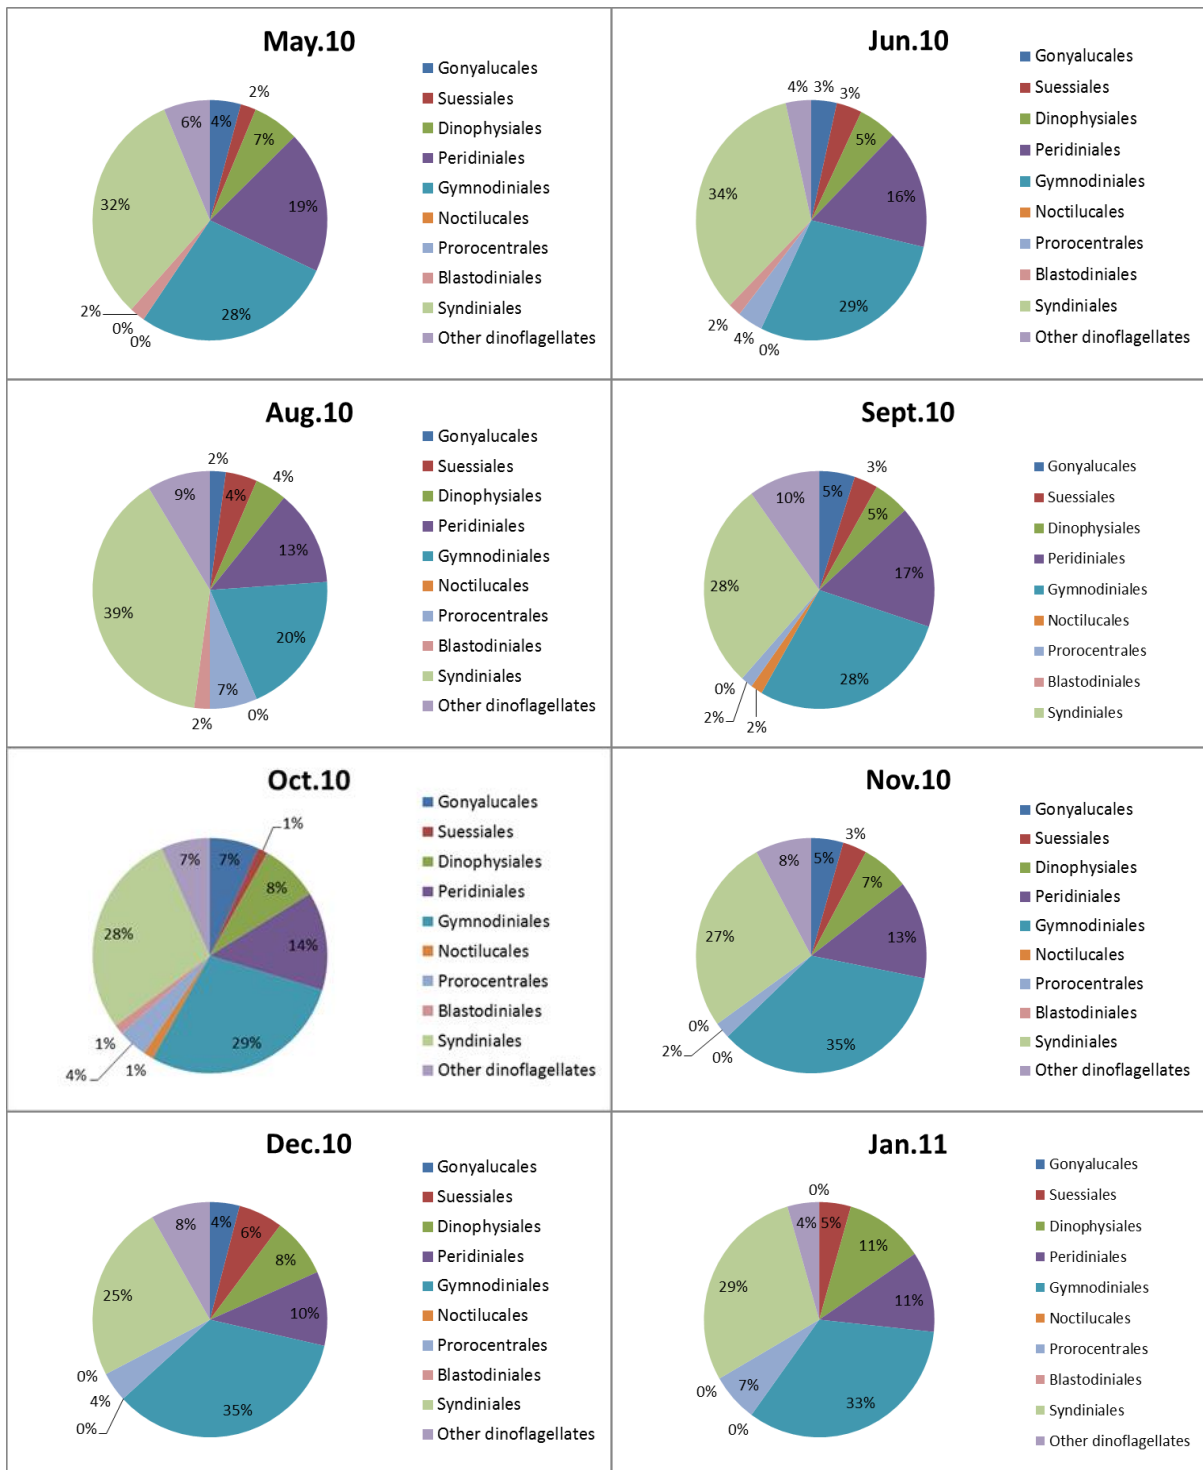 May.10
Gonyalucales
Suessiales
Dinophysiales
Peridiniales
Gymnodiniales
Noctilucales
Prorocentrales
Blastodiniales
Syndiniales
Other dinoflagellates
4%
2%
7%
19%
28%
0%
0%
2%
32%
6%
Jun.10
Gonyalucales
Suessiales
Dinophysiales
Peridiniales
Gymnodiniales
Noctilucales
Prorocentrales
Blastodiniales
Syndiniales
Other dinoflagellates
3%
3%
5%
16%
29%
0%
4%
2%
34%
4%
Aug.10
Gonyalucales
Suessiales
Dinophysiales
Peridiniales
Gymnodiniales
Noctilucales
Prorocentrales
Blastodiniales
Syndiniales
Other dinoflagellates
2%
4%
4%
13%
20%
0%
7%
2%
39%
9%
Sept.10
Gonyalucales
Suessiales
Dinophysiales
Peridiniales
Gymnodiniales
Noctilucales
Prorocentrales
Blastodiniales
Syndiniales
5%
3%
5%
17%
28%
2%
2%
0%
28%
10%
Oct.10
Gonyalucales
Suessiales
Dinophysiales
Peridiniales
Gymnodiniales
Noctilucales
Prorocentrales
Blastodiniales
Syndiniales
Other dinoflagellates
7%
1%
8%
14%
29%
1%
4%
1%
28%
7%
Nov.10
Gonyalucales
Suessiales
Dinophysiales
Peridiniales
Gymnodiniales
Noctilucales
Prorocentrales
Blastodiniales
Syndiniales
Other dinoflagellates
5%
3%
7%
13%
35%
0%
2%
0%
27%
8%
Dec.10
Gonyalucales
Suessiales
Dinophysiales
Peridiniales
Gymnodiniales
Noctilucales
Prorocentrales
Blastodiniales
Syndiniales
Other dinoflagellates
4%
6%
8%
10%
35%
0%
4%
0%
25%
8%
Jan.11
Gonyalucales
Suessiales
Dinophysiales
Peridiniales
Gymnodiniales
Noctilucales
Prorocentrales
Blastodiniales
Syndiniales
Other dinoflagellates
0%
5%
11%
11%
33%
0%
7%
0%
29%
4%